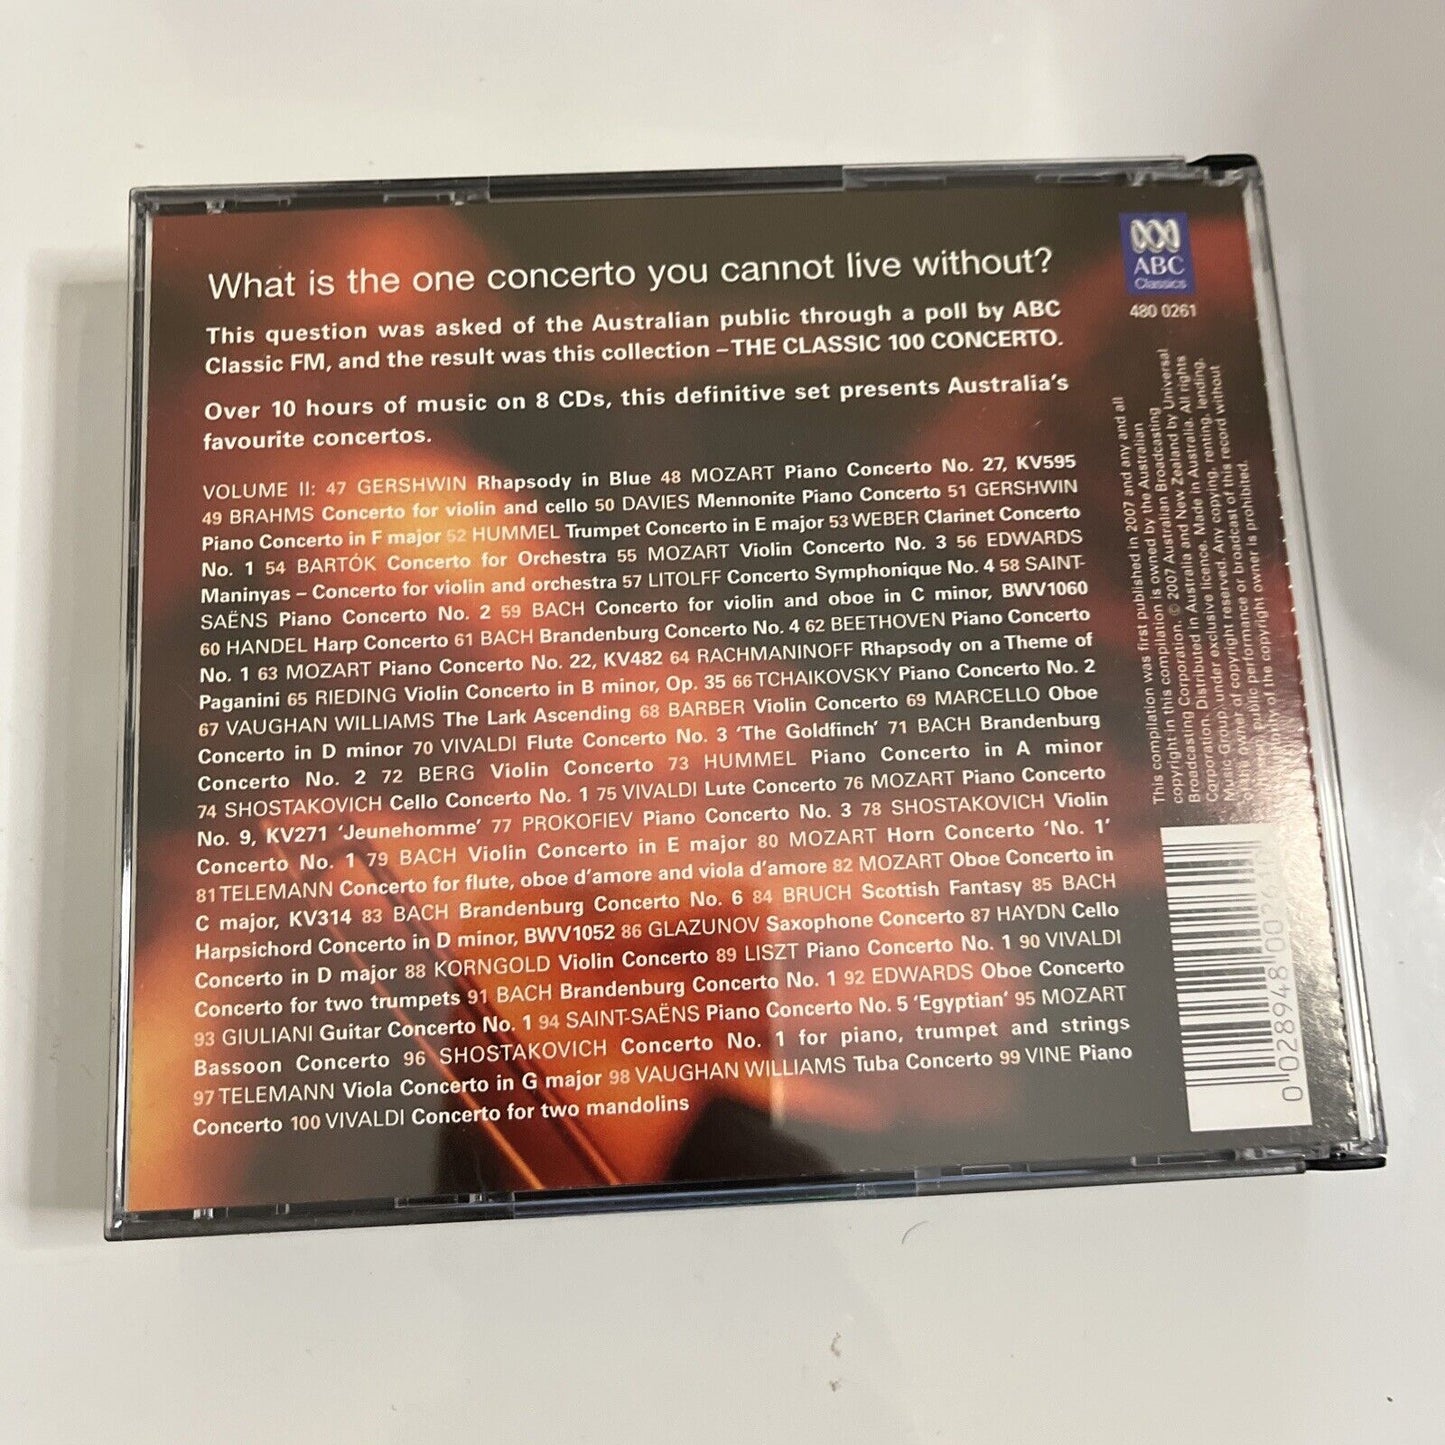 What is the one concerto you cannot live without?
This question was asked of the Australian public through a poll by ABC
Classic FM, and the result was this collection – THE CLASSIC 100 CONCERTO.
Over 10 hours of music on 8 CDs, this definitive set presents Australia's
favourite concertos.
VOLUME II: 47 GERSHWIN Rhapsody in Blue 48 MOZART Piano Concerto No. 27, KV595
49 BRAHMS Concerto for violin and cello 50 DAVIES Mennonite Piano Concerto 51 GERSHWIN
Piano Concerto in F major 52 HUMMEL Trumpet Concerto in E major 53 WEBER Clarinet Concerto
No. 1 54 BARTÓK Concerto for Orchestra 55 MOZART Violin Concerto No. 3 56 EDWARDS
Maninyas – Concerto for violin and orchestra 57 LITOLFF Concerto Symphonique No. 4 58 SAINT-
SAËNS Piano Concerto No. 2 59 BACH Concerto for violin and oboe in C minor, BWV1060
60 HANDEL Harp Concerto 61 BACH Brandenburg Concerto No. 4 62 BEETHOVEN Piano Concerto
No. 1 63 MOZART Piano Concerto No. 22, KV482 64 RACHMANINOFF Rhapsody on a Theme of
Paganini 65 RIEDING Violin Concerto in B minor, Op. 35 66 TCHAIKOVSKY Piano Concerto No. 2
67 VAUGHAN WILLIAMS The Lark Ascending 68 BARBER Violin Concerto 69 MARCELLO Oboe
Concerto in D minor 70 VIVALDI Flute Concerto No. 3 'The Goldfinch' 71 BACH Brandenburg
Concerto No. 2 72 BERG Violin Concerto 73 HUMMEL Piano Concerto in A minor
74 SHOSTAKOVICH Cello Concerto No. 1 75 VIVALDI Lute Concerto 76 MOZART Piano Concerto
No. 9, KV271 'Jeunehomme' 77 PROKOFIEV Piano Concerto No. 3 78 SHOSTAKOVICH Violin
Concerto No. 1 79 BACH Violin Concerto in E major 80 MOZART Horn Concerto 'No. 1'
81 TELEMANN Concerto for flute, oboe d'amore and viola d'amore 82 MOZART Oboe Concerto in
C major, KV314 83 BACH Brandenburg Concerto No. 6 84 BRUCH Scottish Fantasy 85 BACH
Harpsichord Concerto in D minor, BWV1052 86 GLAZUNOV Saxophone Concerto 87 HAYDN Cello
Concerto in D major 88 KORNGOLD Violin Concerto 89 LISZT Piano Concerto No. 1 90 VIVALDI
Concerto for two trumpets 91 BACH Brandenburg Concerto No. 1 92 EDWARDS Oboe Concerto
93 GIULIANI Guitar Concerto No. 1 94 SAINT-SAËNS Piano Concerto No. 5 'Egyptian' 95 MOZART
Bassoon Concerto 96 SHOSTAKOVICH Concerto No. 1 for piano, trumpet and strings
97 TELEMANN Viola Concerto in G major 98 VAUGHAN WILLIAMS Tuba Concerto 99 VINE Piano
Concerto 100 VIVALDI Concerto for two mandolins
ABC
Classics
480 0261
This compilation was first published in 2007 and any and all
copyright in this compilation is owned by the Australian
Broadcasting Corporation. © 2007 Australian Broadcasting
Corporation. Distributed in Australia and New Zealand by Universal
Music Group, under exclusive licence. Made in Australia. All rights
of the owner of copyright reserved. Any copying, renting, lending,
public performance or broadcast of this record without
of the copyright owner is prohibited.
0 028948 00